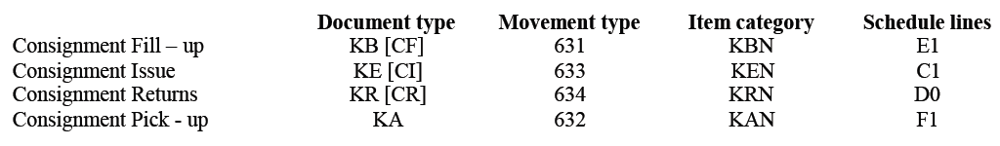 Document type Movement type Item category Schedule lines
Consignment Fill – up KB [CF] 631 KBN E1
Consignment Issue KE [CI] 633 KEN C1
Consignment Returns KR [CR] 634 KRN D0
Consignment Pick - up KA 632 KAN F1